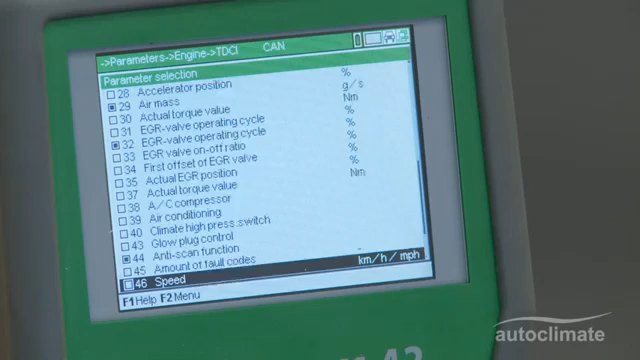 ->Parameters->Engine->TDCI CAN
Parameter selection
28 Accelerator position %
29 Air mass g/s
30 Actual torque value Nm
31 EGR-valve operating cycle %
32 EGR-valve operating cycle %
33 EGR valve on-off ratio %
34 First offset of EGR valve %
35 Actual EGR position %
37 Actual torque value Nm
38 A/C compressor
39 Air conditioning
40 Climate high press.switch
43 Glow plug control
44 Anti-scan function
45 Amount of fault codes -
46 Speed km/h/mph
F1Help F2Menu
autoclimate